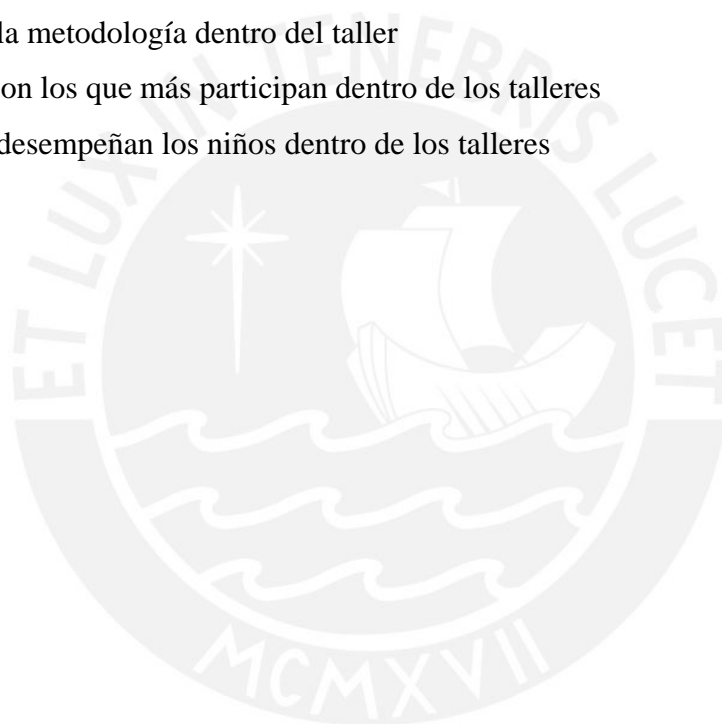 la metodología dentro del taller
on los que más participan dentro de los talleres
desempeñan los niños dentro de los talleres
ET LUX IN TENEBRIS LUCET
MCMXVII